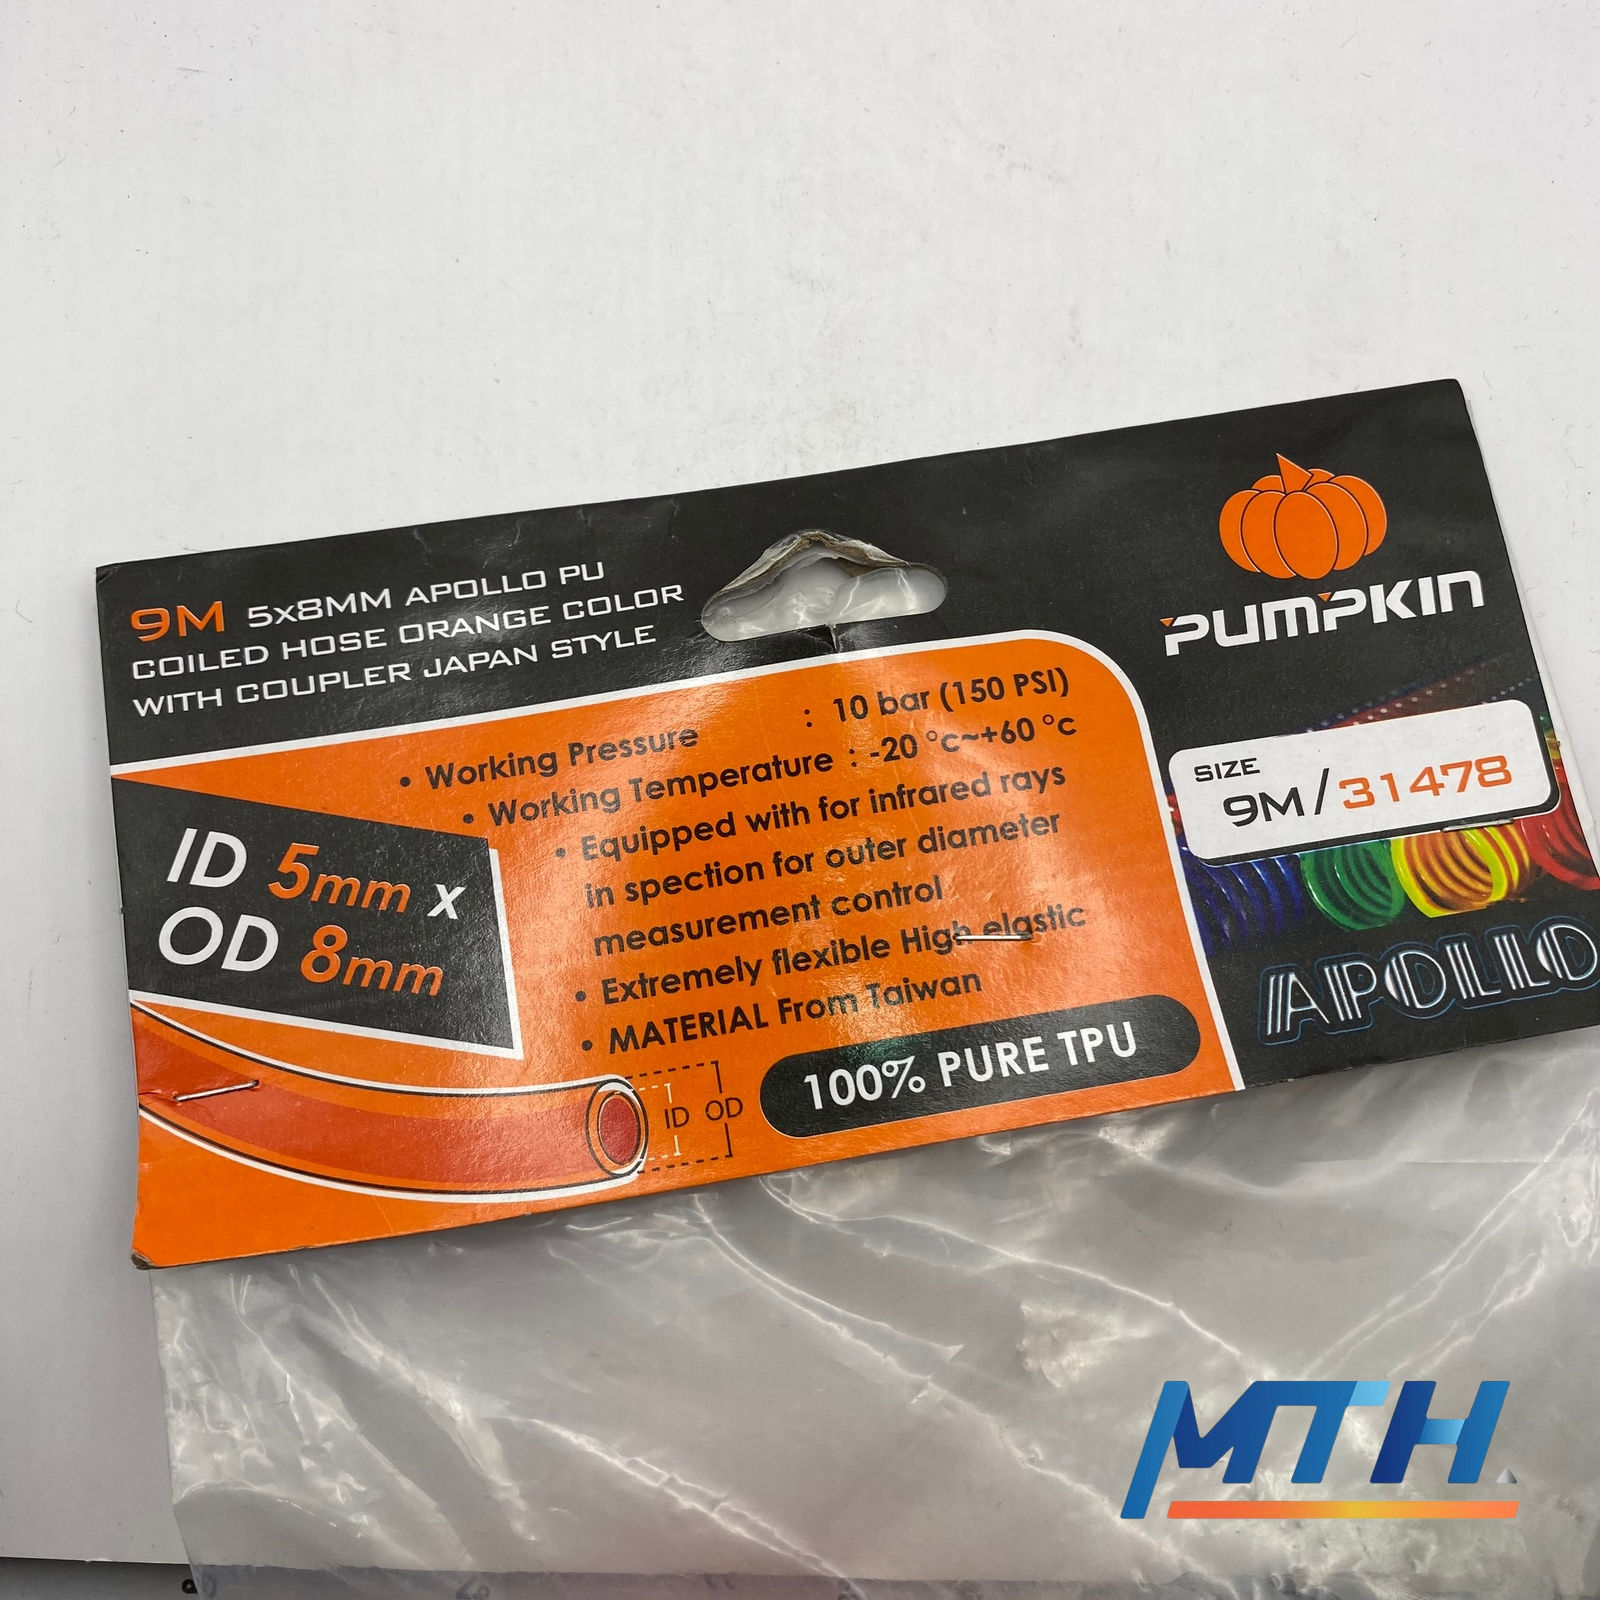 9M 5x8MM APOLLO PU
COILED HOSE ORANGE COLOR
WITH COUPLER JAPAN STYLE
PUMPKIN
• Working Pressure : 10 bar (150 PSI)
• Working Temperature : -20 °c~+60 °c
• Equipped with for infrared rays
in spection for outer diameter
measurement control
• Extremely flexible High elastic
• MATERIAL From Taiwan
ID 5mm x
OD 8mm
SIZE
9M/31478
APOLLO
ID OD
100% PURE TPU
MTH